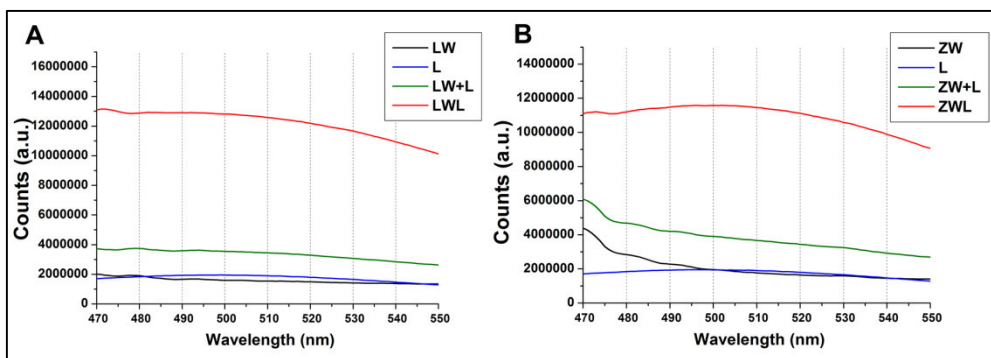 A
LW
L
LW+L
LWL
16000000
14000000
12000000
10000000
8000000
6000000
4000000
2000000
0
Counts (a.u.)
470 480 490 500 510 520 530 540 550
Wavelength (nm)
B
ZW
L
ZW+L
ZWL
14000000
12000000
10000000
8000000
6000000
4000000
2000000
0
Counts (a.u.)
470 480 490 500 510 520 530 540 550
Wavelength (nm)